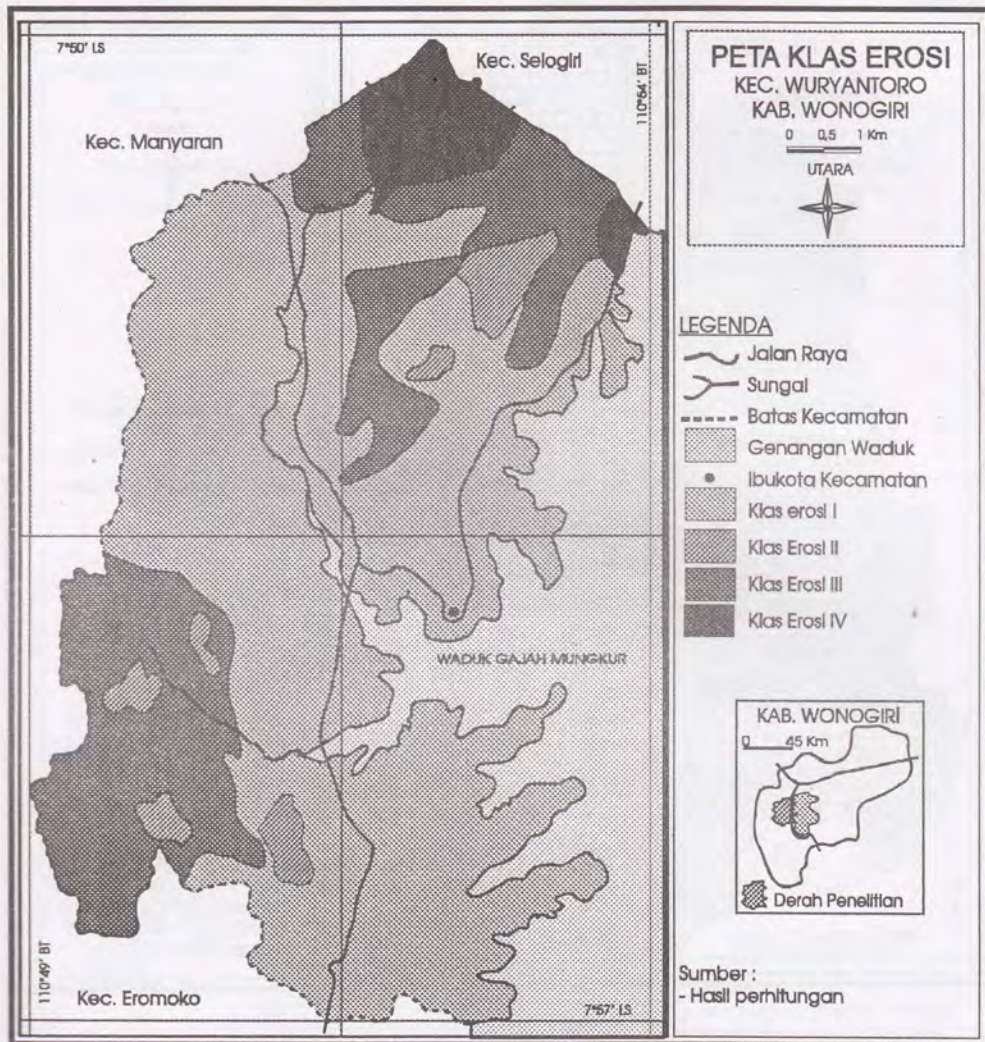 7°50' LS
Kec. Selogiri
110°54' BT
Kec. Manyaran
WADUK GAJAH MUNGKUR
110°49' BT
Kec. Eromoko
7°57' LS
PETA KLAS EROSI
KEC. WURYANTORO
KAB. WONOGIRI
0 0,5 1 Km
UTARA
LEGENDA
Jalan Raya
Sungai
Batas Kecamatan
Genangan Waduk
Ibukota Kecamatan
Klas erosi I
Klas Erosi II
Klas Erosi III
Klas Erosi IV
KAB. WONOGIRI
0 45 Km
Derah Penelitian
Sumber :
- Hasil perhitungan